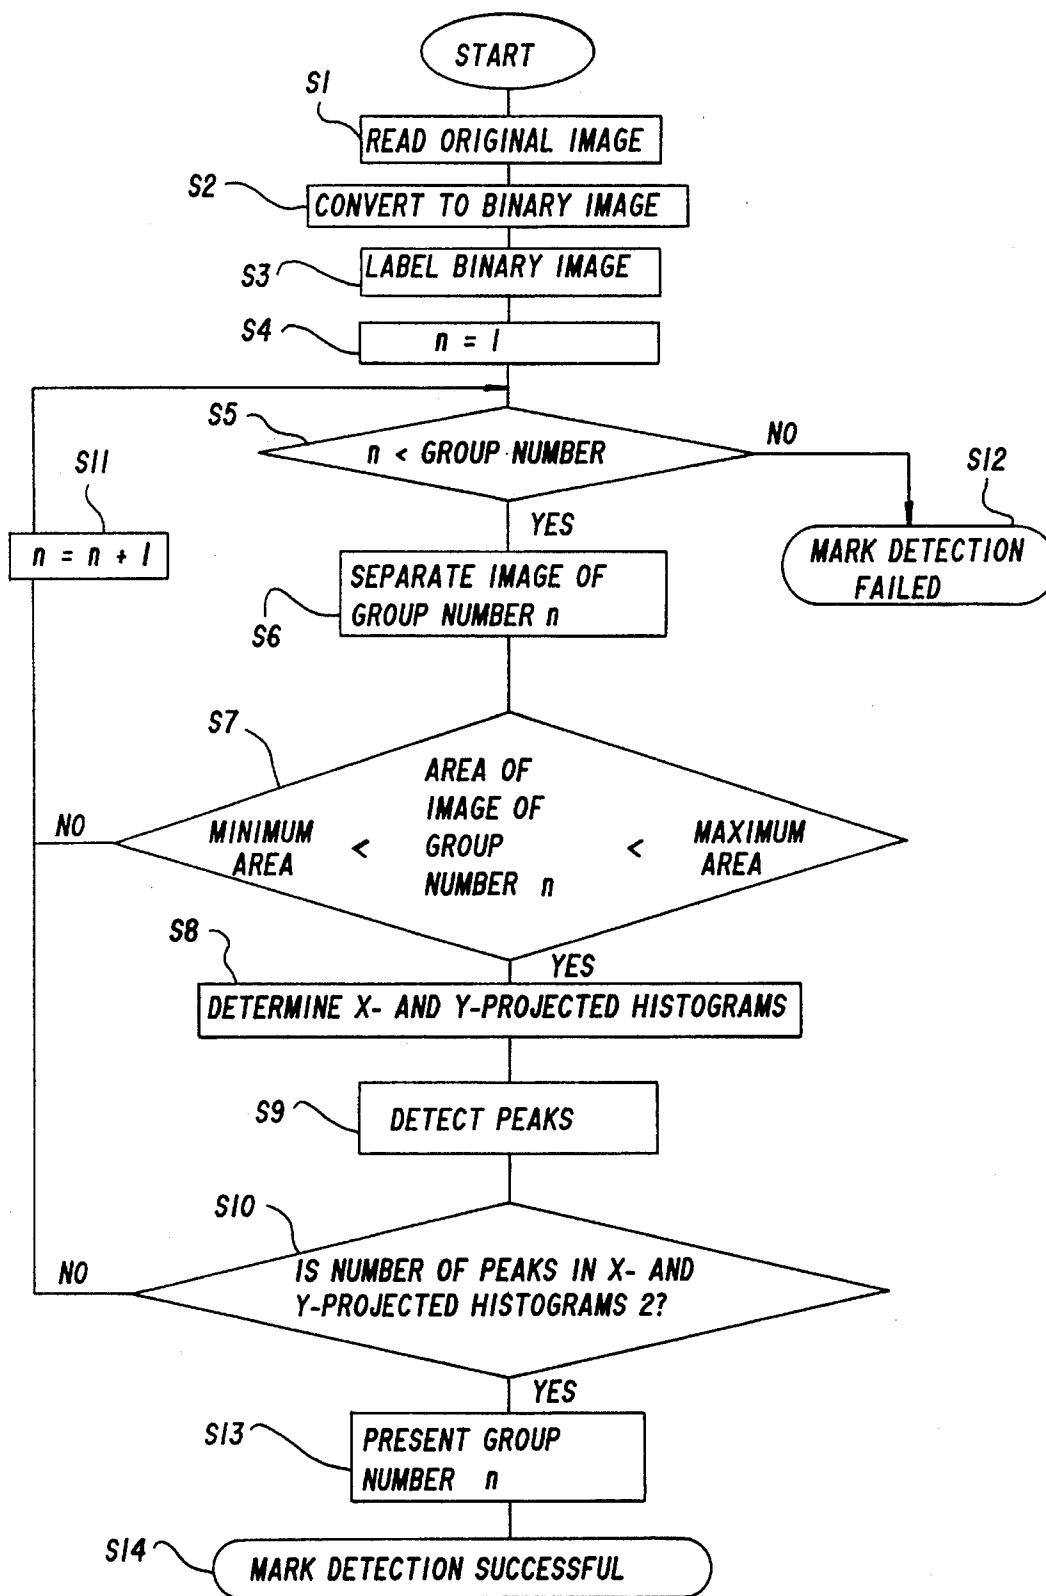 START
S1
READ ORIGINAL IMAGE
S2
CONVERT TO BINARY IMAGE
S3
LABEL BINARY IMAGE
S4
n = 1
S5
n < GROUP NUMBER
NO
S12
MARK DETECTION
FAILED
S11
n = n + 1
YES
SEPARATE IMAGE OF
GROUP NUMBER n
S6
S7
NO
MINIMUM
AREA
<
AREA OF
IMAGE OF
GROUP
NUMBER n
<
MAXIMUM
AREA
S8
YES
DETERMINE X- AND Y-PROJECTED HISTOGRAMS
S9
DETECT PEAKS
S10
NO
IS NUMBER OF PEAKS IN X- AND
Y-PROJECTED HISTOGRAMS 2?
YES
S13
PRESENT GROUP
NUMBER n
S14
MARK DETECTION SUCCESSFUL